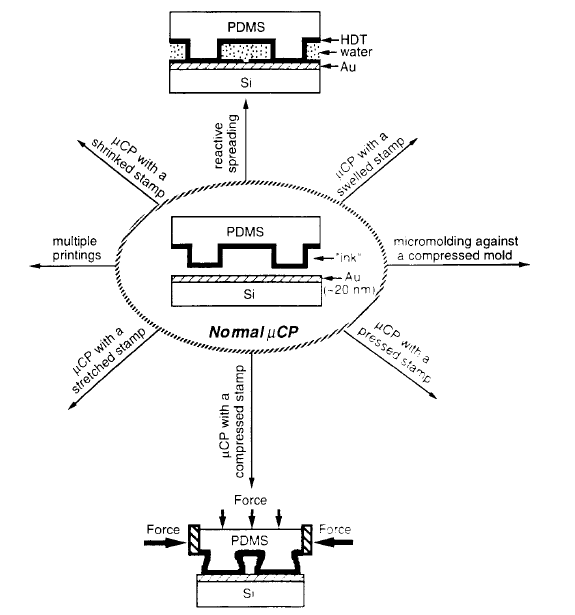 PDMS
HDT
water
Au
Si
μCP with a
shrinked stamp
reactive
spreading
μCP with a
swelled stamp
PDMS
"ink"
multiple
printings
micromolding against
a compressed mold
Au
(~20 nm)
Si
Normal μCP
μCP with a
stretched stamp
μCP with a
pressed stamp
μCP with a
compressed stamp
Force
Force
Force
PDMS
Si